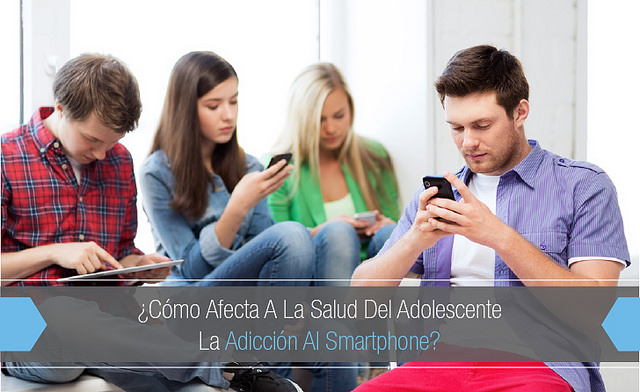 ¿Cómo Afecta A La Salud Del Adolescente
La Adicción Al Smartphone?